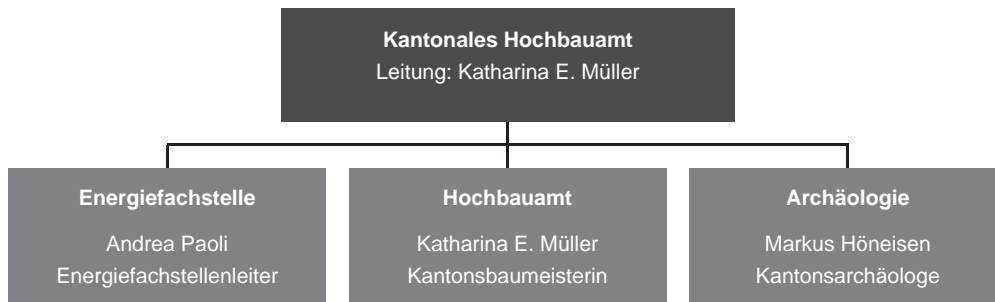 Kantonales Hochbauamt
Leitung: Katharina E. Müller
Energiefachstelle
Andrea Paoli
Energiefachstellenleiter
Hochbauamt
Katharina E. Müller
Kantonsbaumeisterin
Archäologie
Markus Höneisen
Kantonsarchäologe